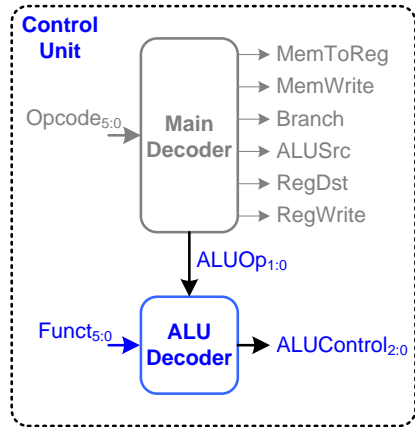 Control
Unit
MemToReg
MemWrite
Opcode5:0
Main
Decoder
Branch
ALUSrc
RegDst
RegWrite
ALUOp1:0
Funct5:0
ALU
Decoder
ALUControl2:0